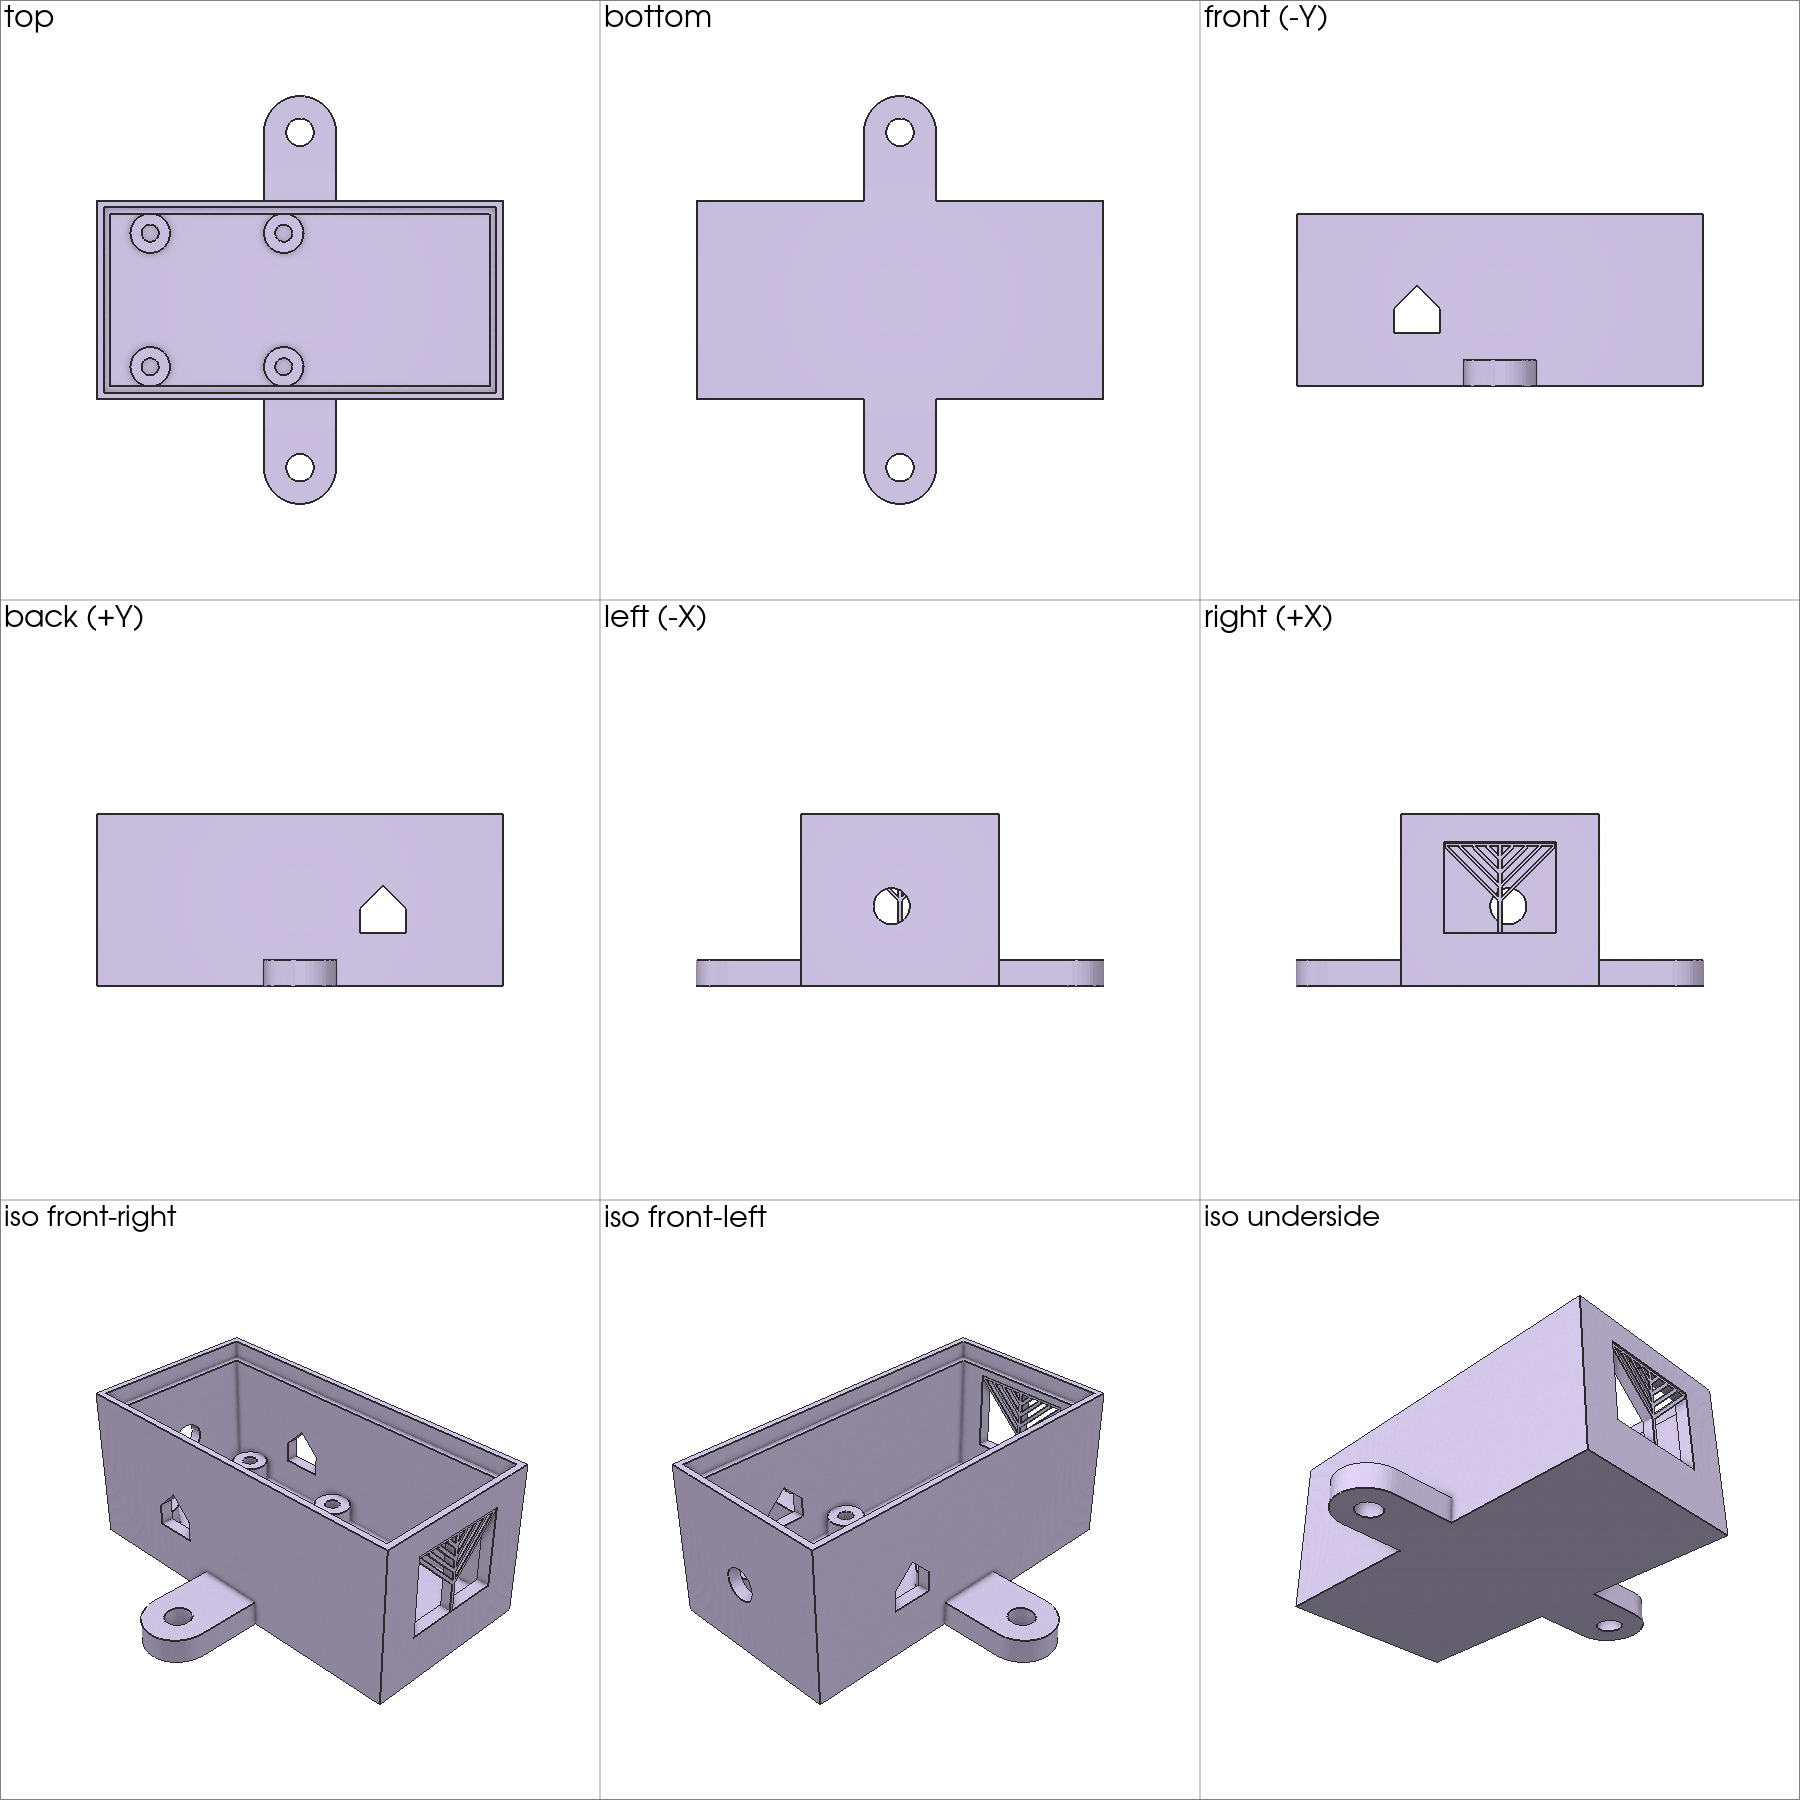 top
bottom
front (-Y)
back (+Y)
left (-X)
right (+X)
iso front-right
iso front-left
iso underside